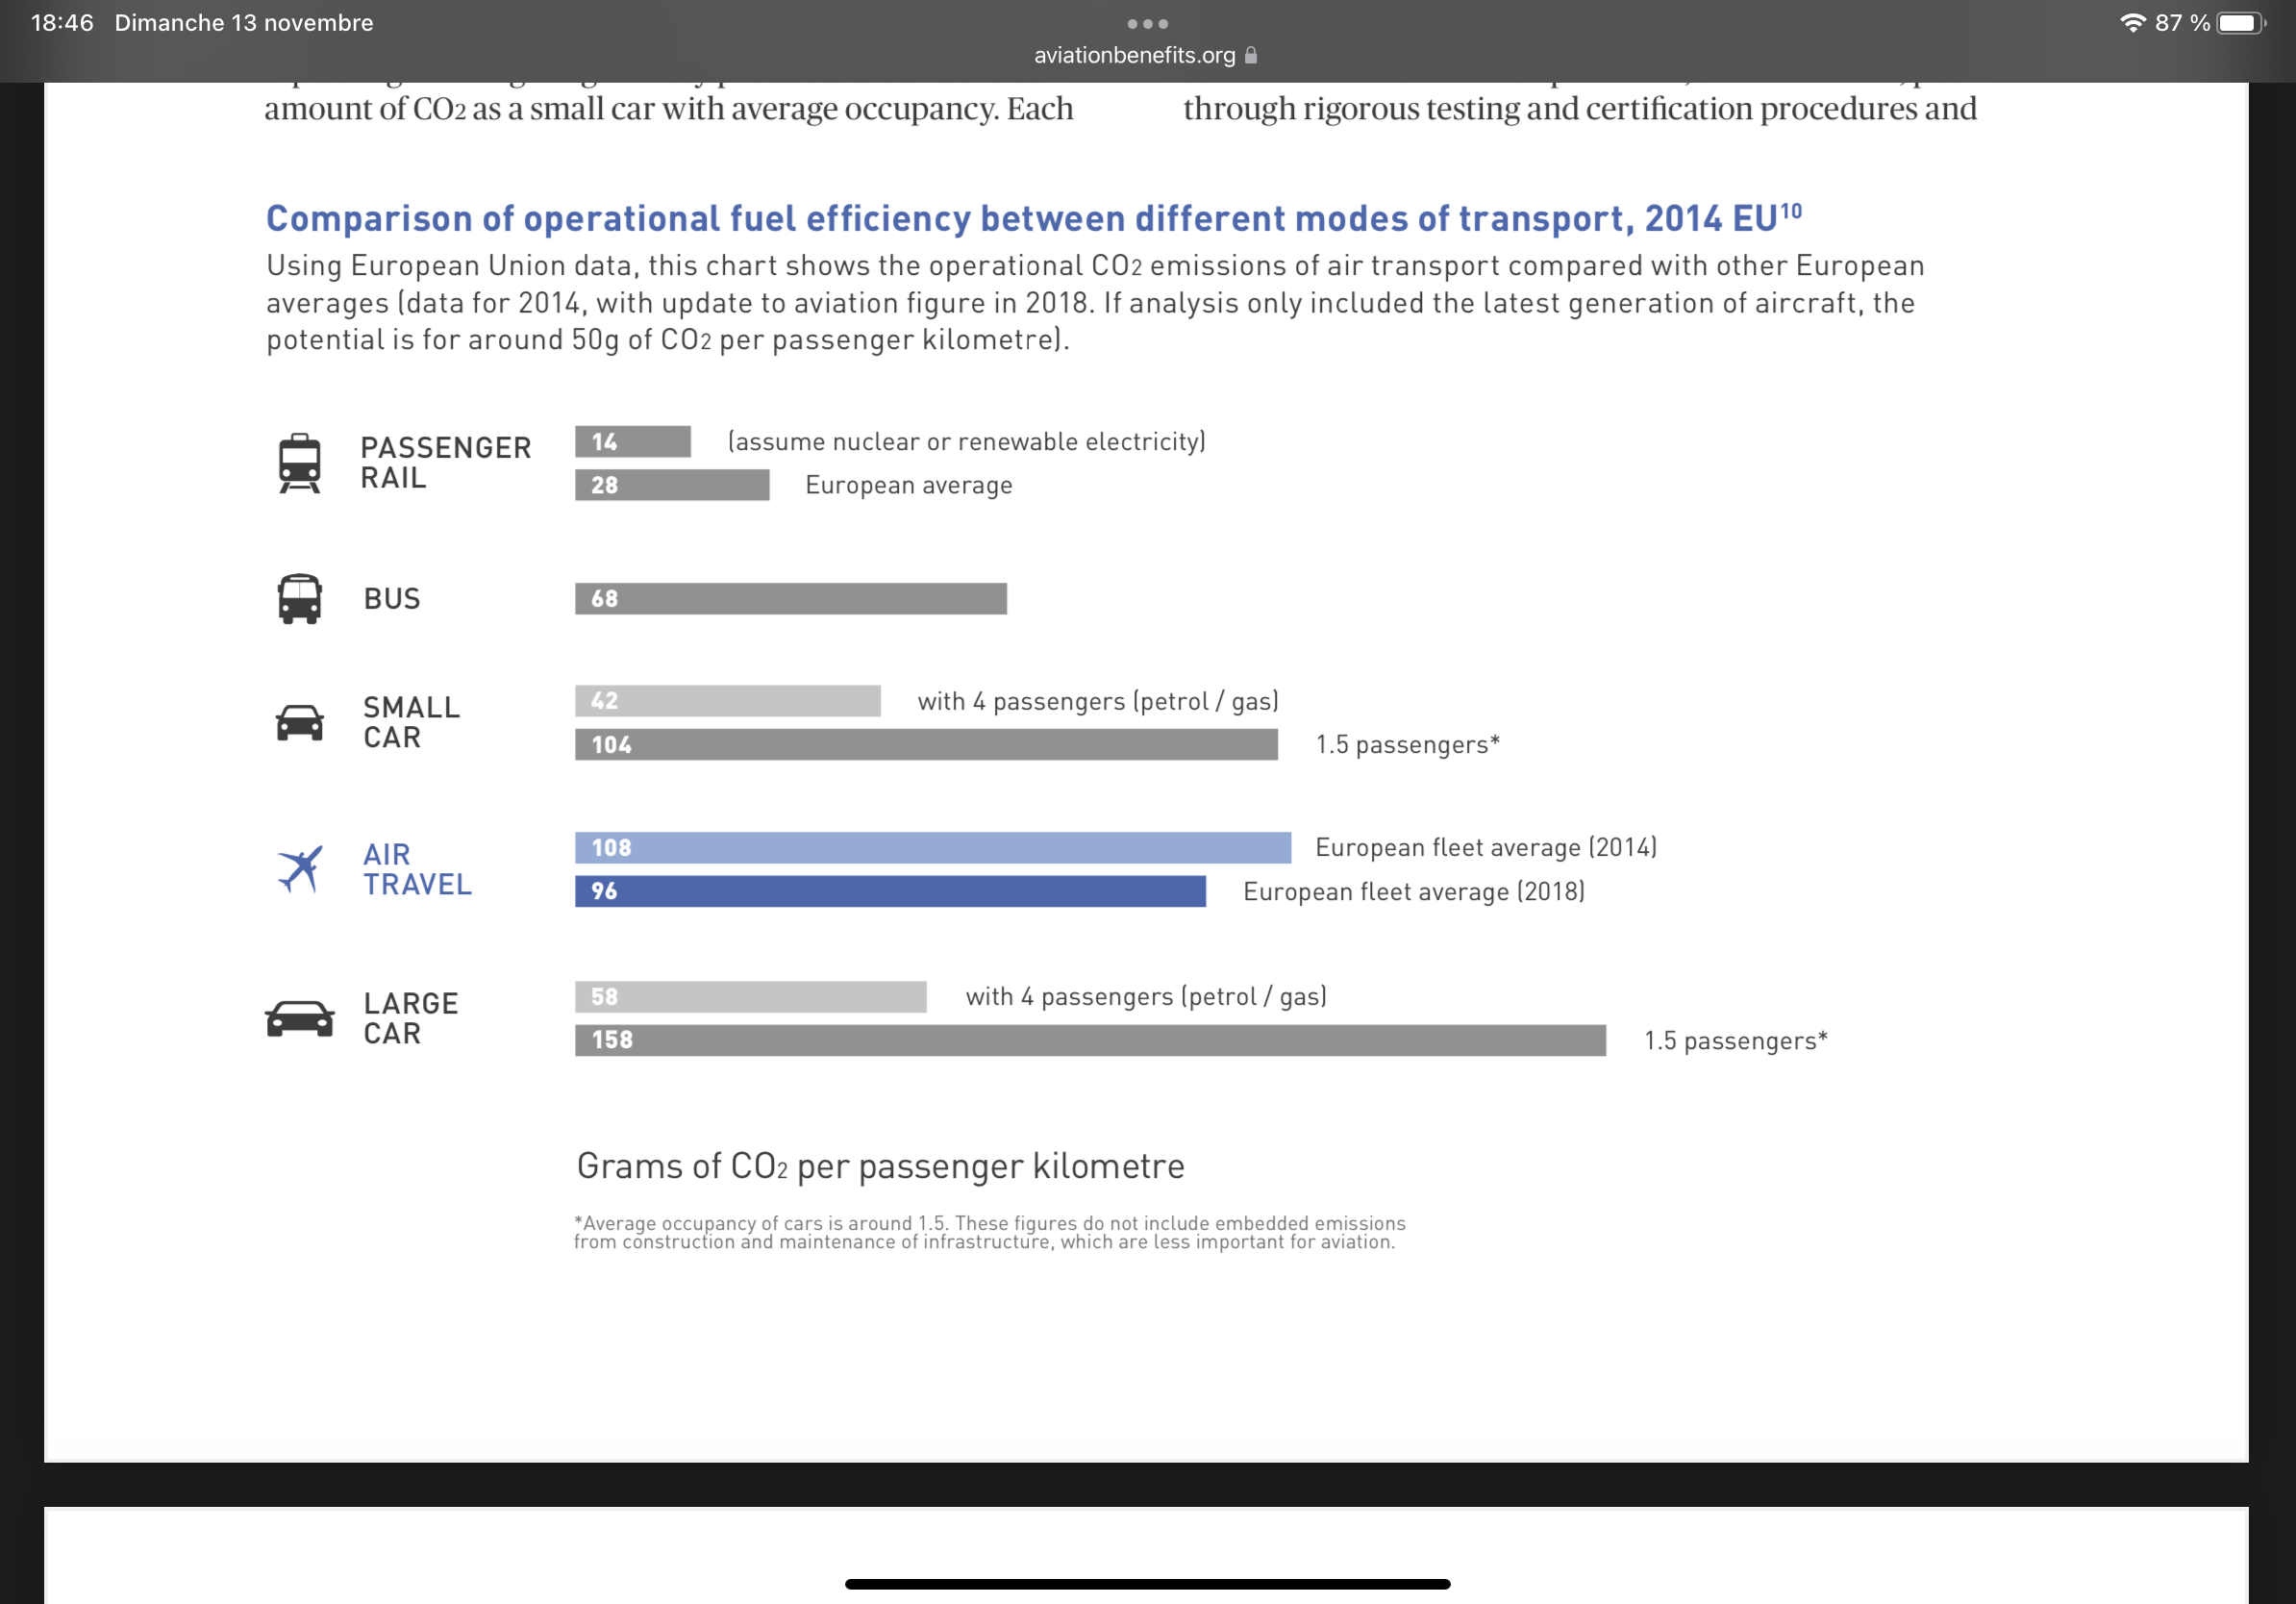 18:46 Dimanche 13 novembre
87 %
aviationbenefits.org
amount of CO2 as a small car with average occupancy. Each
through rigorous testing and certification procedures and
Comparison of operational fuel efficiency between different modes of transport, 2014 EU¹⁰
Using European Union data, this chart shows the operational CO2 emissions of air transport compared with other European
averages (data for 2014, with update to aviation figure in 2018. If analysis only included the latest generation of aircraft, the
potential is for around 50g of CO2 per passenger kilometre).
PASSENGER
RAIL
14 (assume nuclear or renewable electricity)
28 European average
BUS
68
SMALL
CAR
42 with 4 passengers (petrol / gas)
104 1.5 passengers*
AIR
TRAVEL
108 European fleet average (2014)
96 European fleet average (2018)
LARGE
CAR
58 with 4 passengers (petrol / gas)
158 1.5 passengers*
Grams of CO2 per passenger kilometre
*Average occupancy of cars is around 1.5. These figures do not include embedded emissions
from construction and maintenance of infrastructure, which are less important for aviation.